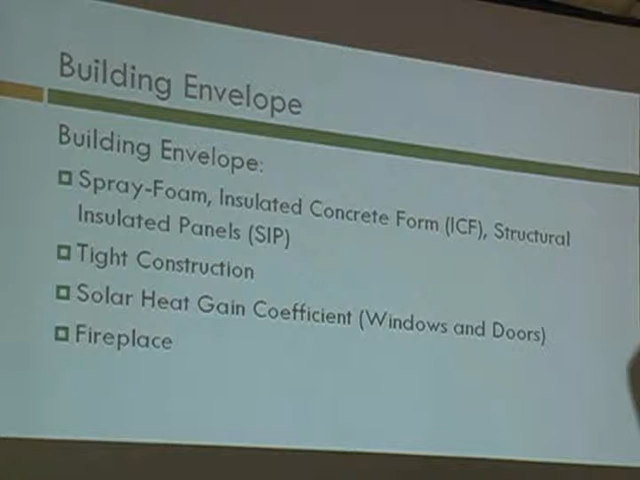 Building Envelope
Building Envelope:
Spray-Foam, Insulated Concrete Form (ICF), Structural
Insulated Panels (SIP)
Tight Construction
Solar Heat Gain Coefficient (Windows and Doors)
Fireplace